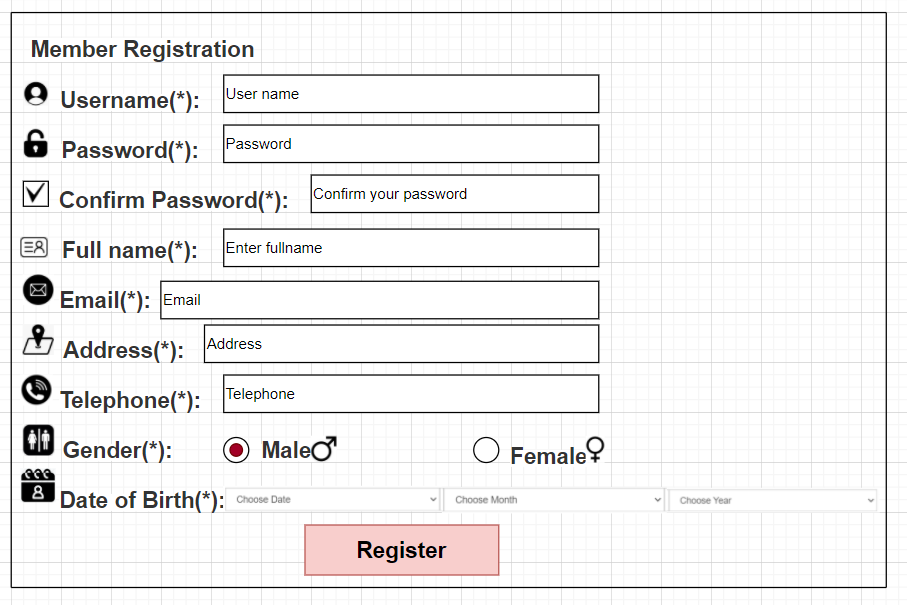 Member Registration
Username(*): User name
Password(*): Password
Confirm Password(*): Confirm your password
Full name(*): Enter fullname
Email(*): Email
Address(*): Address
Telephone(*): Telephone
Gender(*): Male Female
Date of Birth(*): Choose Date Choose Month Choose Year
Register